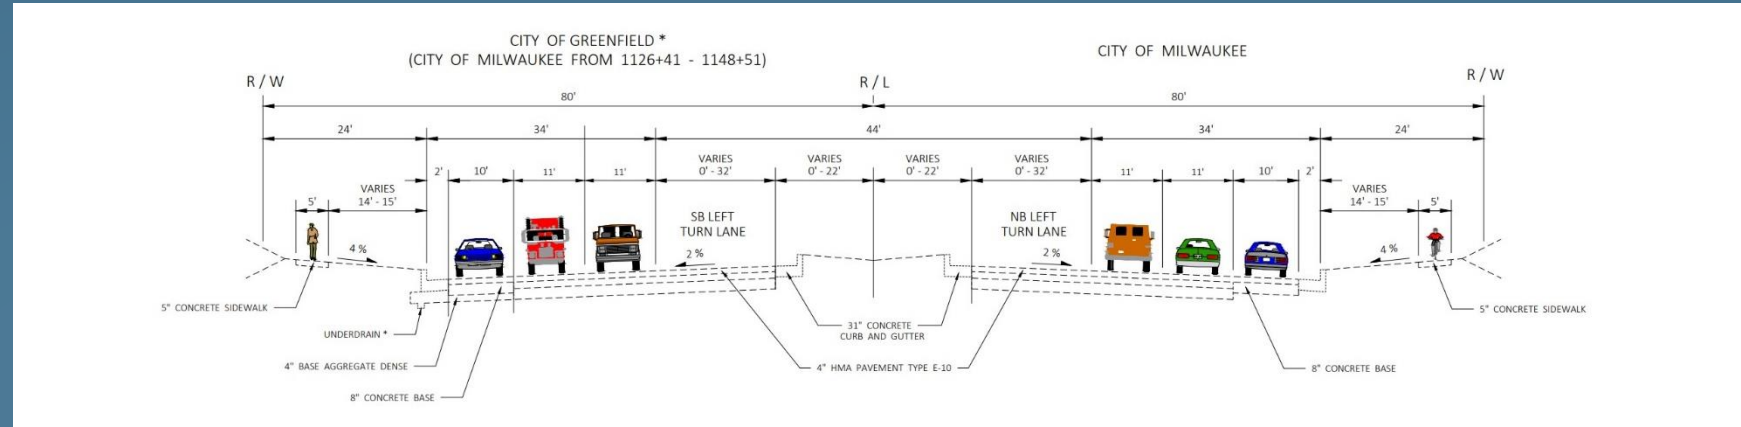 CITY OF GREENFIELD *
(CITY OF MILWAUKEE FROM 1126+41 - 1148+51)
CITY OF MILWAUKEE
R / W
R / L
R / W
80'
80'
24'
34'
44'
34'
24'
VARIES
0' - 32'
VARIES
0' - 22'
VARIES
0' - 22'
VARIES
0' - 32'
2'
10'
11'
11'
11'
11'
10'
2'
5'
VARIES
14' - 15'
VARIES
14' - 15'
5'
SB LEFT
TURN LANE
NB LEFT
TURN LANE
4 %
2 %
2 %
4 %
5" CONCRETE SIDEWALK
UNDERDRAIN *
4" BASE AGGREGATE DENSE
8" CONCRETE BASE
31" CONCRETE
CURB AND GUTTER
4" HMA PAVEMENT TYPE E-10
5" CONCRETE SIDEWALK
8" CONCRETE BASE